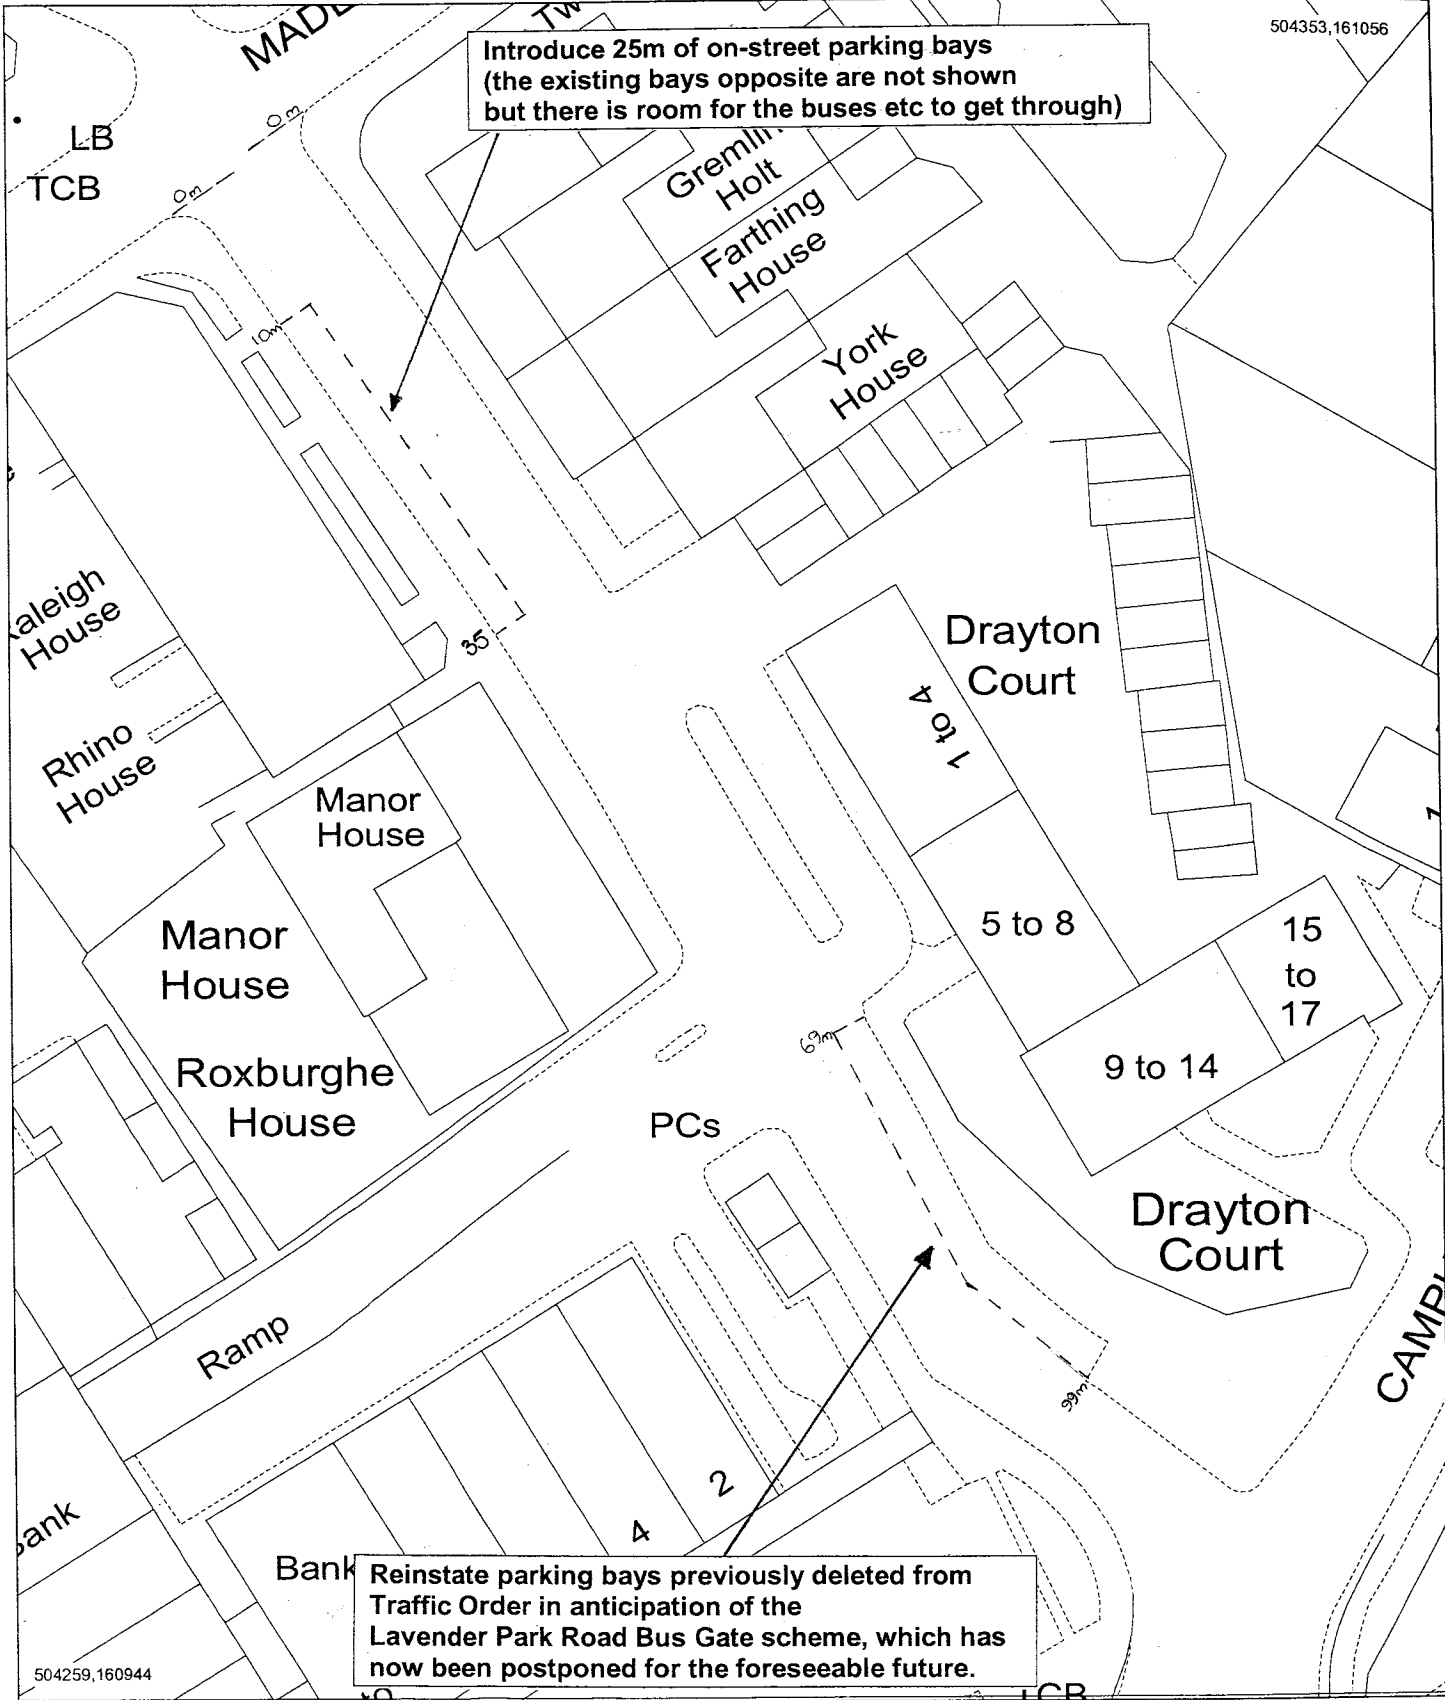 504353,161056
Introduce 25m of on-street parking bays
(the existing bays opposite are not shown
but there is room for the buses etc to get through)
LB
TCB
0m
0m
Holt
Farthing
House
York
House
10m
35
House
Rhino
House
Drayton
Court
1 to 4
5 to 8
9 to 14
15
to
17
Manor
House
Manor
House
Roxburghe
House
63m
PCs
Drayton
Court
99m
Ramp
2
4
Bank
Reinstate parking bays previously deleted from
Traffic Order in anticipation of the
Lavender Park Road Bus Gate scheme, which has
now been postponed for the foreseeable future.
504259,160944